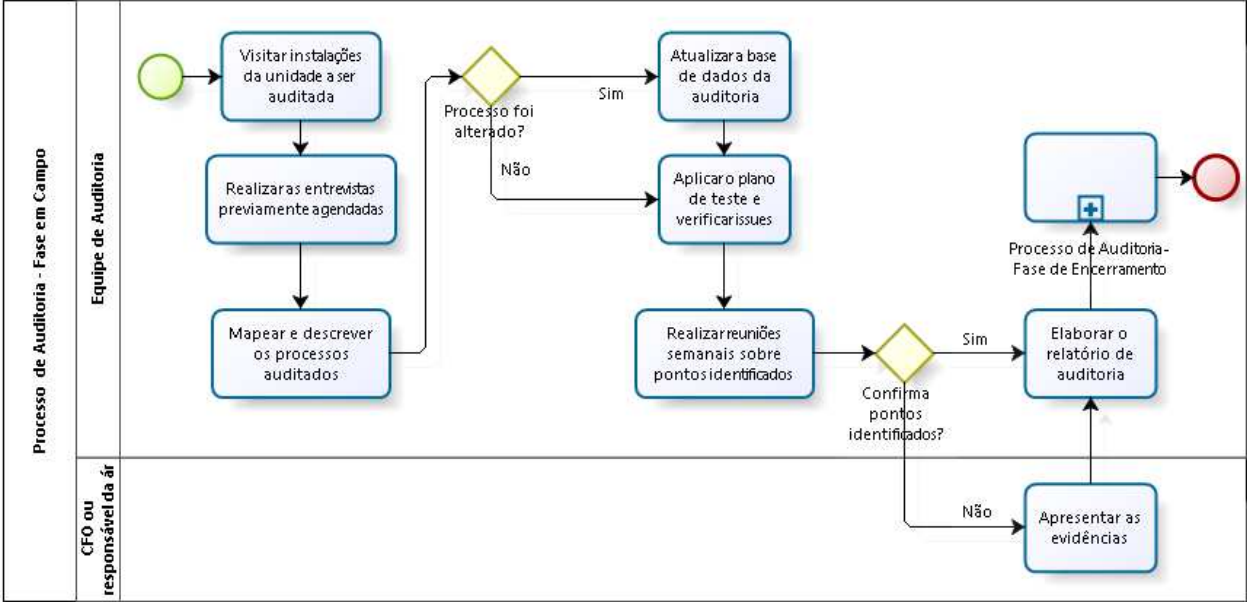 Processo de Auditoria - Fase em Campo
Equipe de Auditoria
Visitar instalações
da unidade a ser
auditada
Realizar as entrevistas
previamente agendadas
Mapear e descrever
os processos
auditados
Processo foi
alterado?
Sim
Não
Atualizar a base
de dados da
auditoria
Aplicar o plano
de teste e
verificar issues
Realizar reuniões
semanais sobre
pontos identificados
Confirma
pontos
identificados?
Sim
Não
Elaborar o
relatório de
auditoria
Processo de Auditoria-
Fase de Encerramento
CFO ou
responsável da ár
Apresentar as
evidências